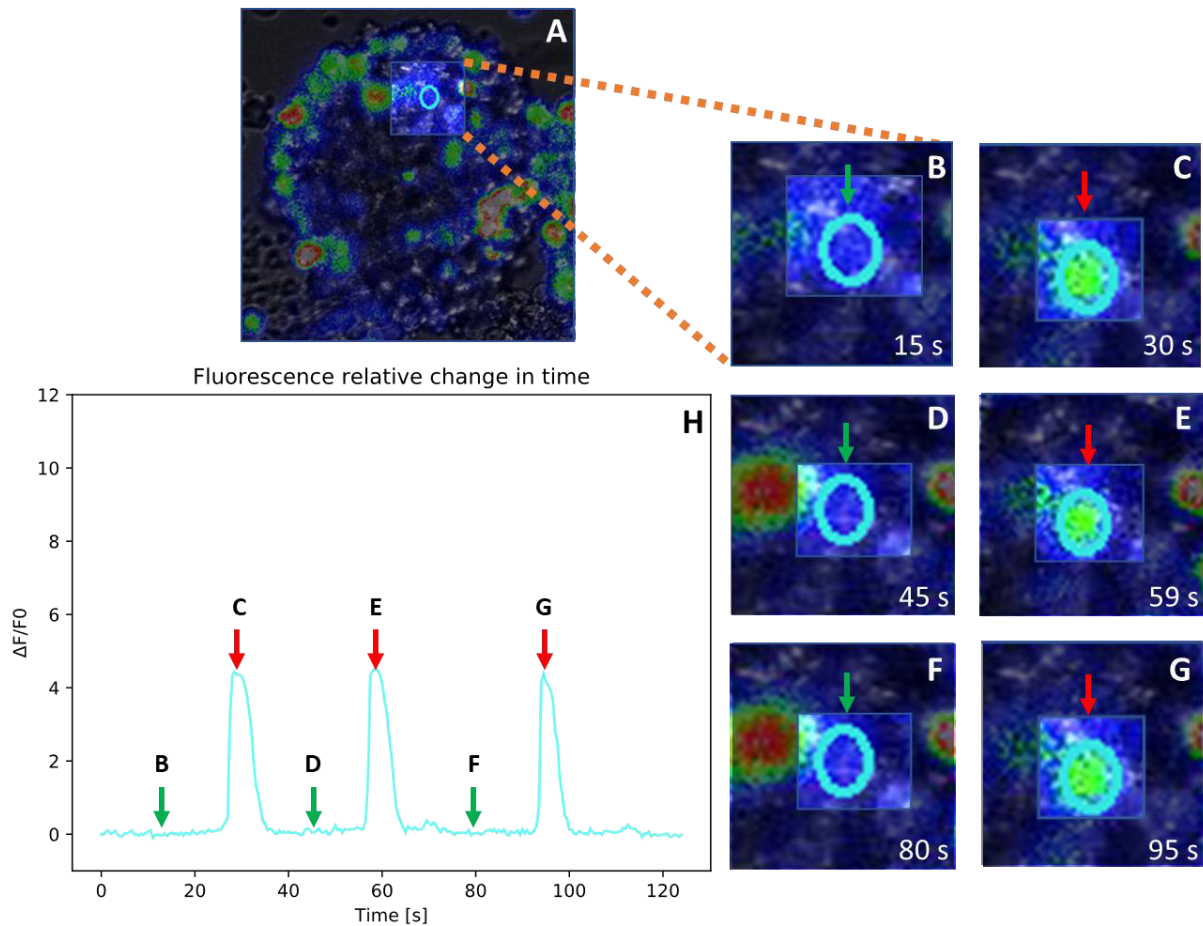 A
B
15 s
C
30 s
Fluorescence relative change in time
H
12
10
8
6
4
2
0
ΔF/F0
C
E
G
B
D
F
0
20
40
60
80
100
120
Time [s]
D
45 s
E
59 s
F
80 s
G
95 s